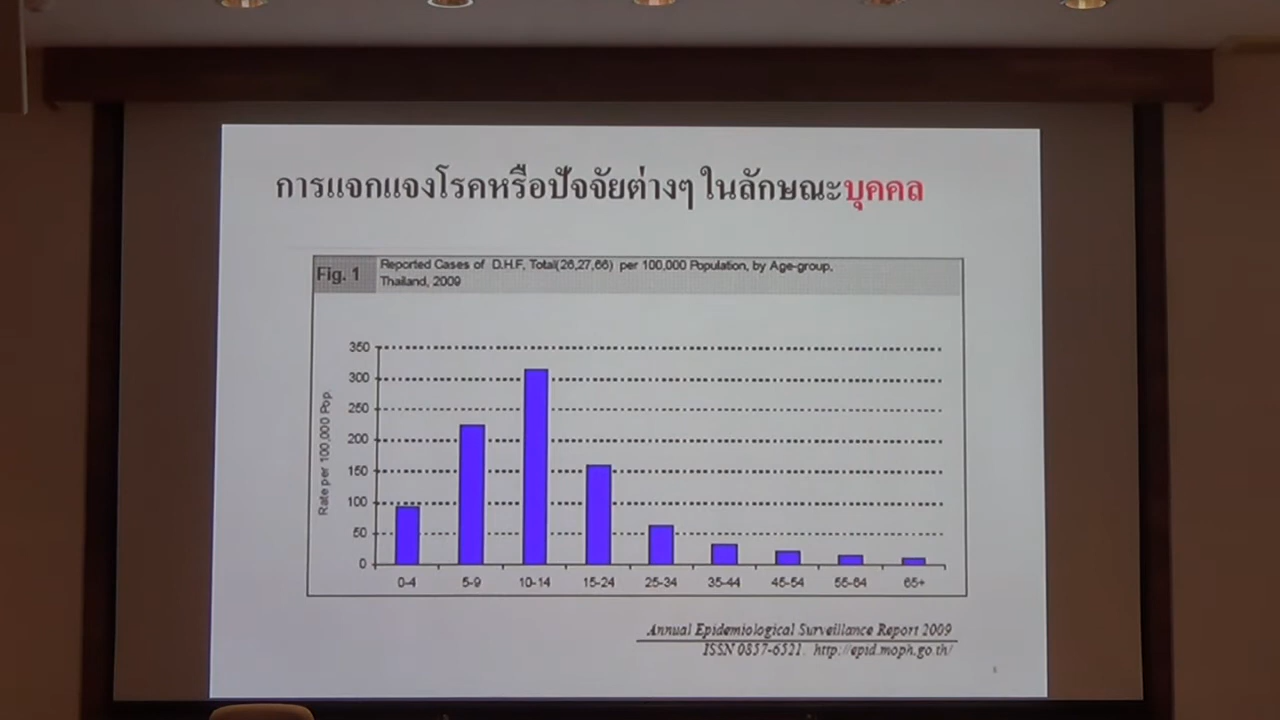 การแจกแจงโรคหรือปัจจัยต่างๆ ในลักษณะบุคคล
Fig. 1
Reported Cases of D.H.F, Total(26,27,66) per 100,000 Population, by Age-group,
Thailand, 2009
Rate per 100,000 Pop.
350
300
250
200
150
100
50
0
0-4 5-9 10-14 15-24 25-34 35-44 45-54 55-64 65+
Annual Epidemiological Surveillance Report 2009
ISSN 0857-6521. http://epid.moph.go.th/